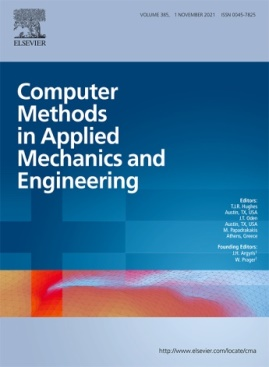 ELSEVIER
VOLUME 385, 1 NOVEMBER 2021 ISSN 0045-7825
Computer
Methods
in Applied
Mechanics and
Engineering
Editors:
T.J.R. Hughes
Austin, TX, USA
J.T. Oden
Austin, TX, USA
M. Papadrakakis
Athens, Greece
Founding Editors:
J.H. Argyris†
W. Prager†
http://www.elsevier.com/locate/cma